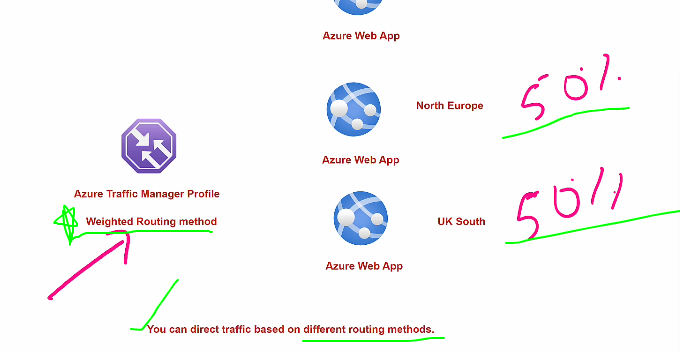 Azure Web App
North Europe
50%
Azure Web App
Azure Traffic Manager Profile
Weighted Routing method
UK South
50%
Azure Web App
You can direct traffic based on different routing methods.